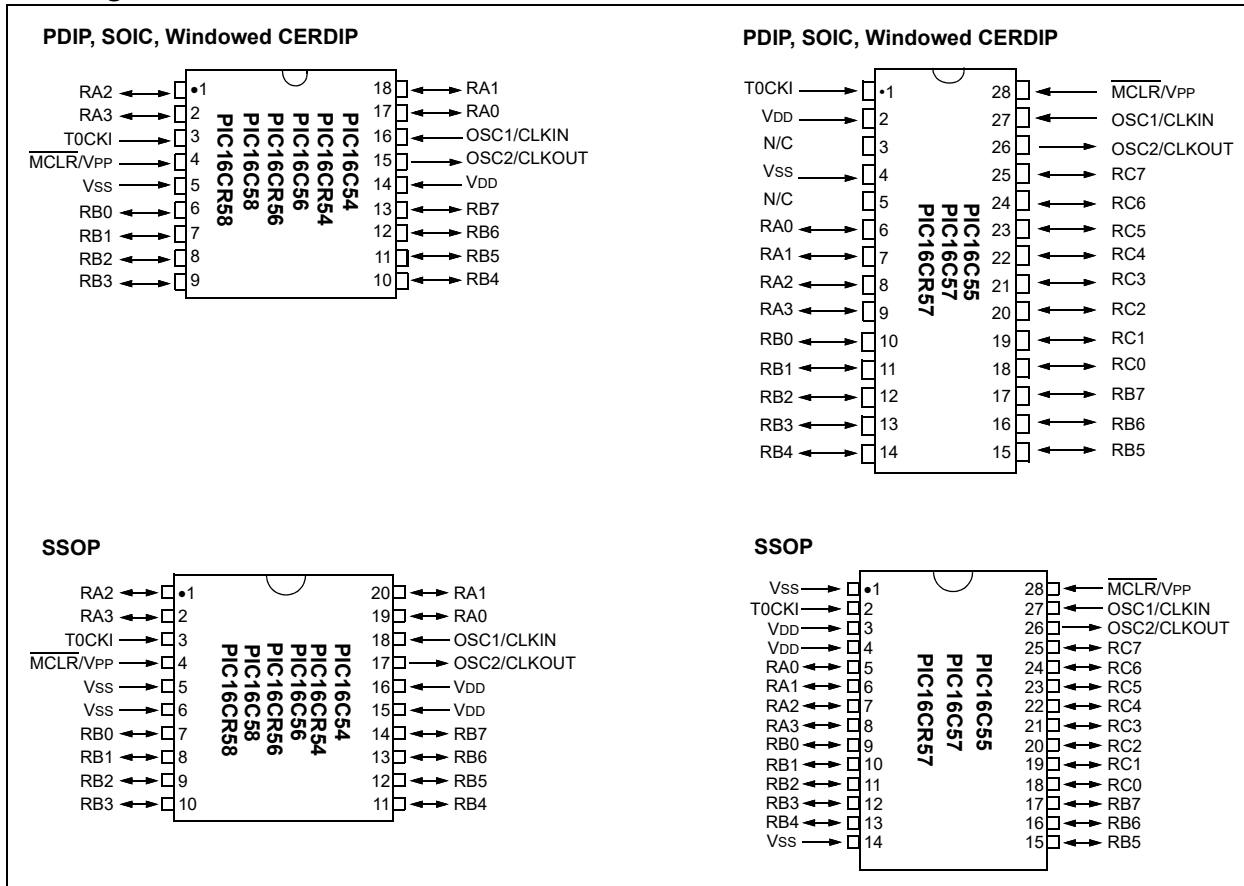 PDIP, SOIC, Windowed CERDIP
RA2 •1 18 RA1
RA3 2 17 RA0
T0CKI 3 16 OSC1/CLKIN
MCLR/VPP 4 15 OSC2/CLKOUT
VSS 5 14 VDD
RB0 6 13 RB7
RB1 7 12 RB6
RB2 8 11 RB5
RB3 9 10 RB4
PIC16C54
PIC16CR54
PIC16C56
PIC16CR56
PIC16C58
PIC16CR58
PDIP, SOIC, Windowed CERDIP
T0CKI •1 28 MCLR/VPP
VDD 2 27 OSC1/CLKIN
N/C 3 26 OSC2/CLKOUT
VSS 4 25 RC7
N/C 5 24 RC6
RA0 6 23 RC5
RA1 7 22 RC4
RA2 8 21 RC3
RA3 9 20 RC2
RB0 10 19 RC1
RB1 11 18 RC0
RB2 12 17 RB7
RB3 13 16 RB6
RB4 14 15 RB5
PIC16C55
PIC16C57
PIC16CR57
SSOP
RA2 •1 20 RA1
RA3 2 19 RA0
T0CKI 3 18 OSC1/CLKIN
MCLR/VPP 4 17 OSC2/CLKOUT
VSS 5 16 VDD
VSS 6 15 VDD
RB0 7 14 RB7
RB1 8 13 RB6
RB2 9 12 RB5
RB3 10 11 RB4
PIC16C54
PIC16CR54
PIC16C56
PIC16CR56
PIC16C58
PIC16CR58
SSOP
VSS •1 28 MCLR/VPP
T0CKI 2 27 OSC1/CLKIN
VDD 3 26 OSC2/CLKOUT
VDD 4 25 RC7
RA0 5 24 RC6
RA1 6 23 RC5
RA2 7 22 RC4
RA3 8 21 RC3
RB0 9 20 RC2
RB1 10 19 RC1
RB2 11 18 RC0
RB3 12 17 RB7
RB4 13 16 RB6
VSS 14 15 RB5
PIC16C55
PIC16C57
PIC16CR57